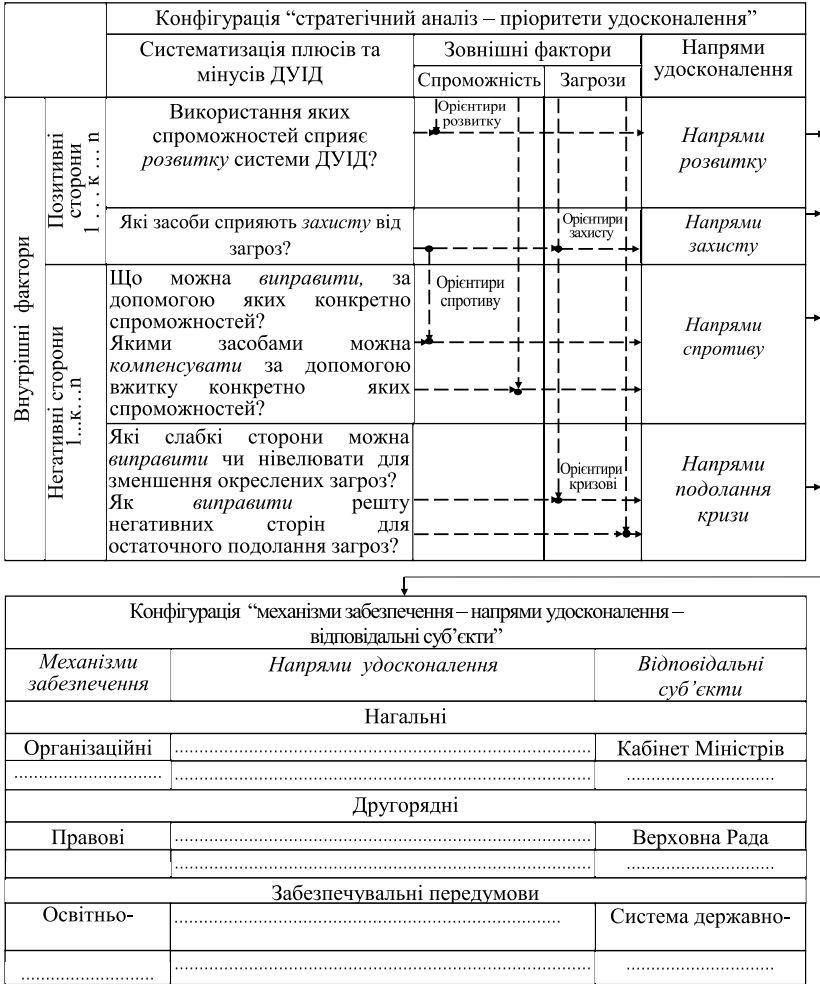 Конфігурація “стратегічний аналіз – пріоритети удосконалення”
Систематизація плюсів та
мінусів ДУІД
Зовнішні фактори
Напрями
удосконалення
Спроможність
Загрози
Внутрішні фактори
Позитивні
сторони
1 . . . к … n
Використання яких
спроможностей сприяє
розвитку системи ДУІД?
Орієнтири
розвитку
Напрями
розвитку
Які засоби сприяють захисту від
загроз?
Орієнтири
захисту
Напрями
захисту
Негативні сторони
1...к…n
Що можна виправити, за
допомогою яких конкретно
спроможностей?
Якими засобами можна
компенсувати за допомогою
вжитку конкретно яких
спроможностей?
Орієнтири
спротиву
Напрями
спротиву
Які слабкі сторони можна
виправити чи нівелювати для
зменшення окреслених загроз?
Як виправити решту
негативних сторін для
остаточного подолання загроз?
Орієнтири
кризові
Напрями
подолання
кризи
Конфігурація “механізми забезпечення – напрями удосконалення –
відповідальні суб’єкти”
Механізми
забезпечення
Напрями удосконалення
Відповідальні
суб’єкти
Нагальні
Організаційні
Кабінет Міністрів
Другорядні
Правові
Верховна Рада
Забезпечувальні передумови
Освітньо-
Система державно-